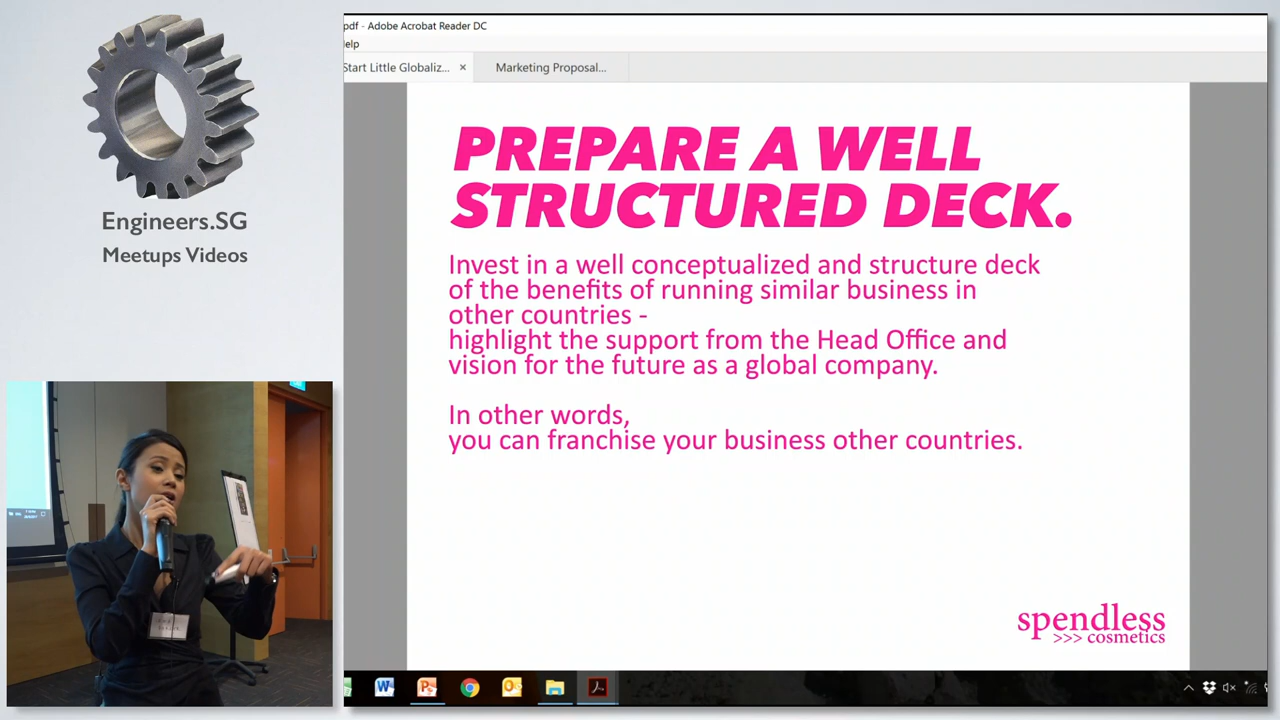 Engineers.SG
Meetups Videos
pdf - Adobe Acrobat Reader DC
elp
Start Little Globaliz... ×
Marketing Proposal...
PREPARE A WELL
STRUCTURED DECK.
Invest in a well conceptualized and structure deck
of the benefits of running similar business in
other countries -
highlight the support from the Head Office and
vision for the future as a global company.
In other words,
you can franchise your business other countries.
spendless
>>> cosmetics